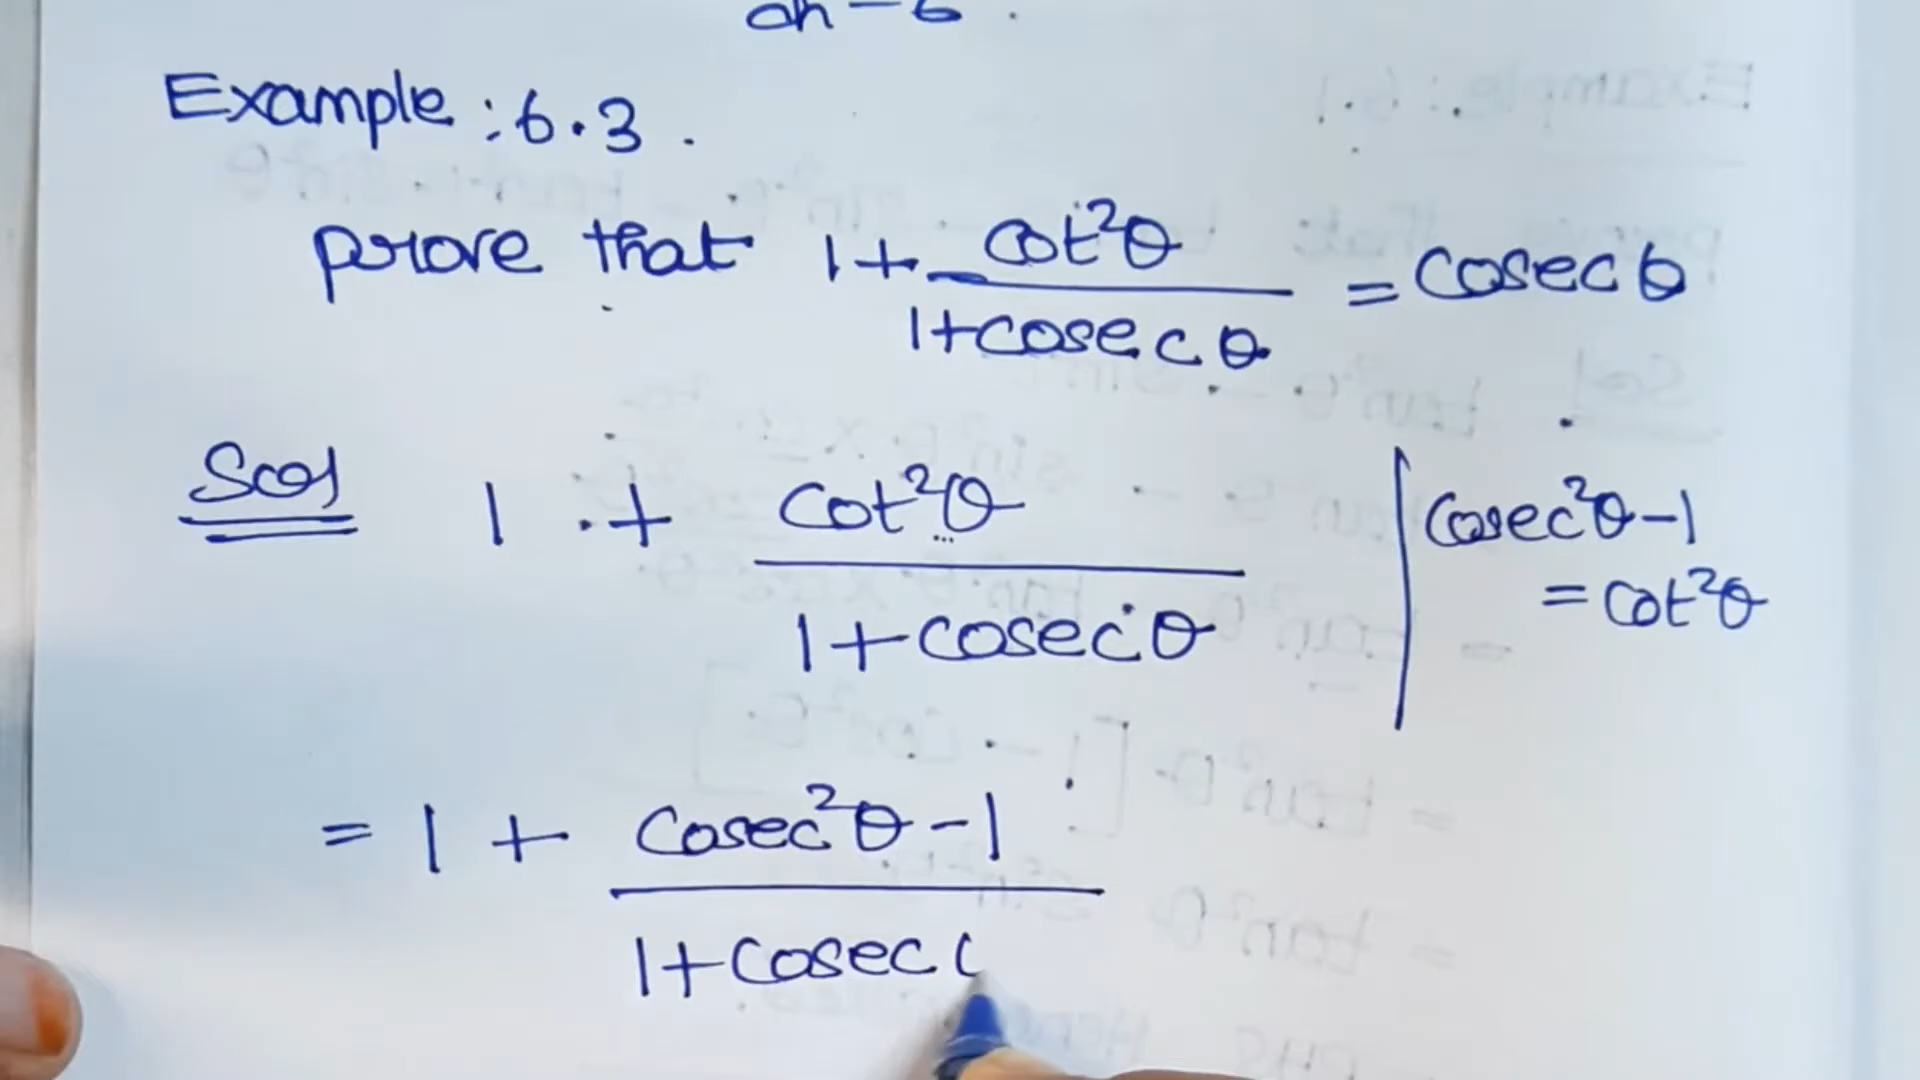 Example : 6.3.
prove that 1 + cot²θ / 1+cosec θ = cosec θ
Sol 1 + cot²θ / 1+cosec θ
cosec²θ-1
= cot²θ
= 1 + cosec²θ-1 / 1+cosec